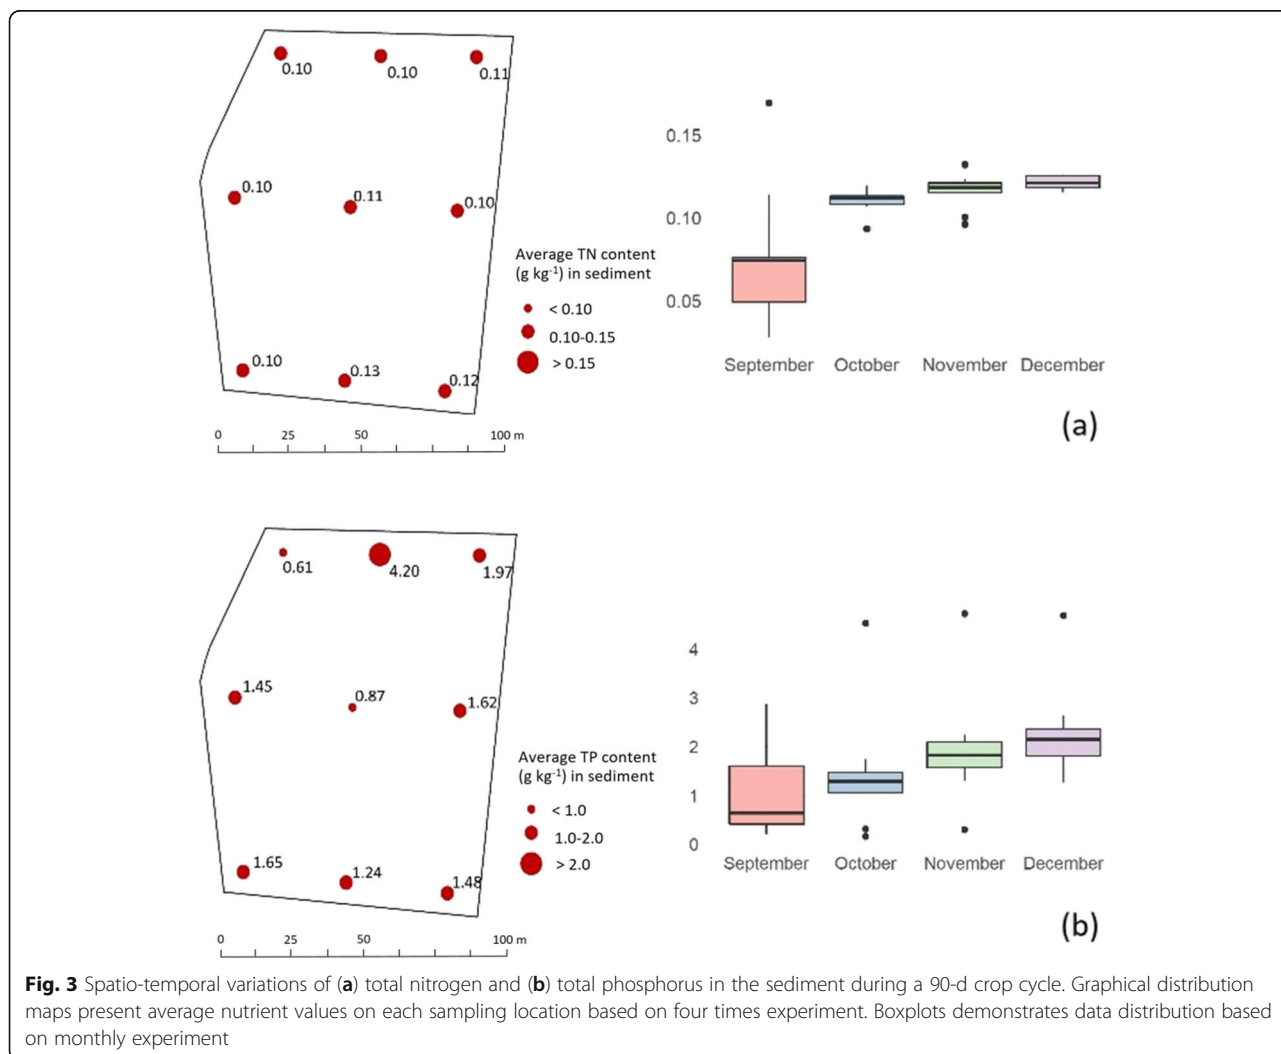 0.10
0.10
0.11
0.10
0.11
0.10
0.10
0.13
0.12
Average TN content
(g kg⁻¹) in sediment
< 0.10
0.10-0.15
> 0.15
0 25 50 100 m
0.15
0.10
0.05
September October November December
(a)
0.61
4.20
1.97
1.45
0.87
1.62
1.65
1.24
1.48
Average TP content
(g kg⁻¹) in sediment
< 1.0
1.0-2.0
> 2.0
0 25 50 100 m
4
3
2
1
0
September October November December
(b)
Fig. 3 Spatio-temporal variations of (a) total nitrogen and (b) total phosphorus in the sediment during a 90-d crop cycle. Graphical distribution
maps present average nutrient values on each sampling location based on four times experiment. Boxplots demonstrates data distribution based
on monthly experiment